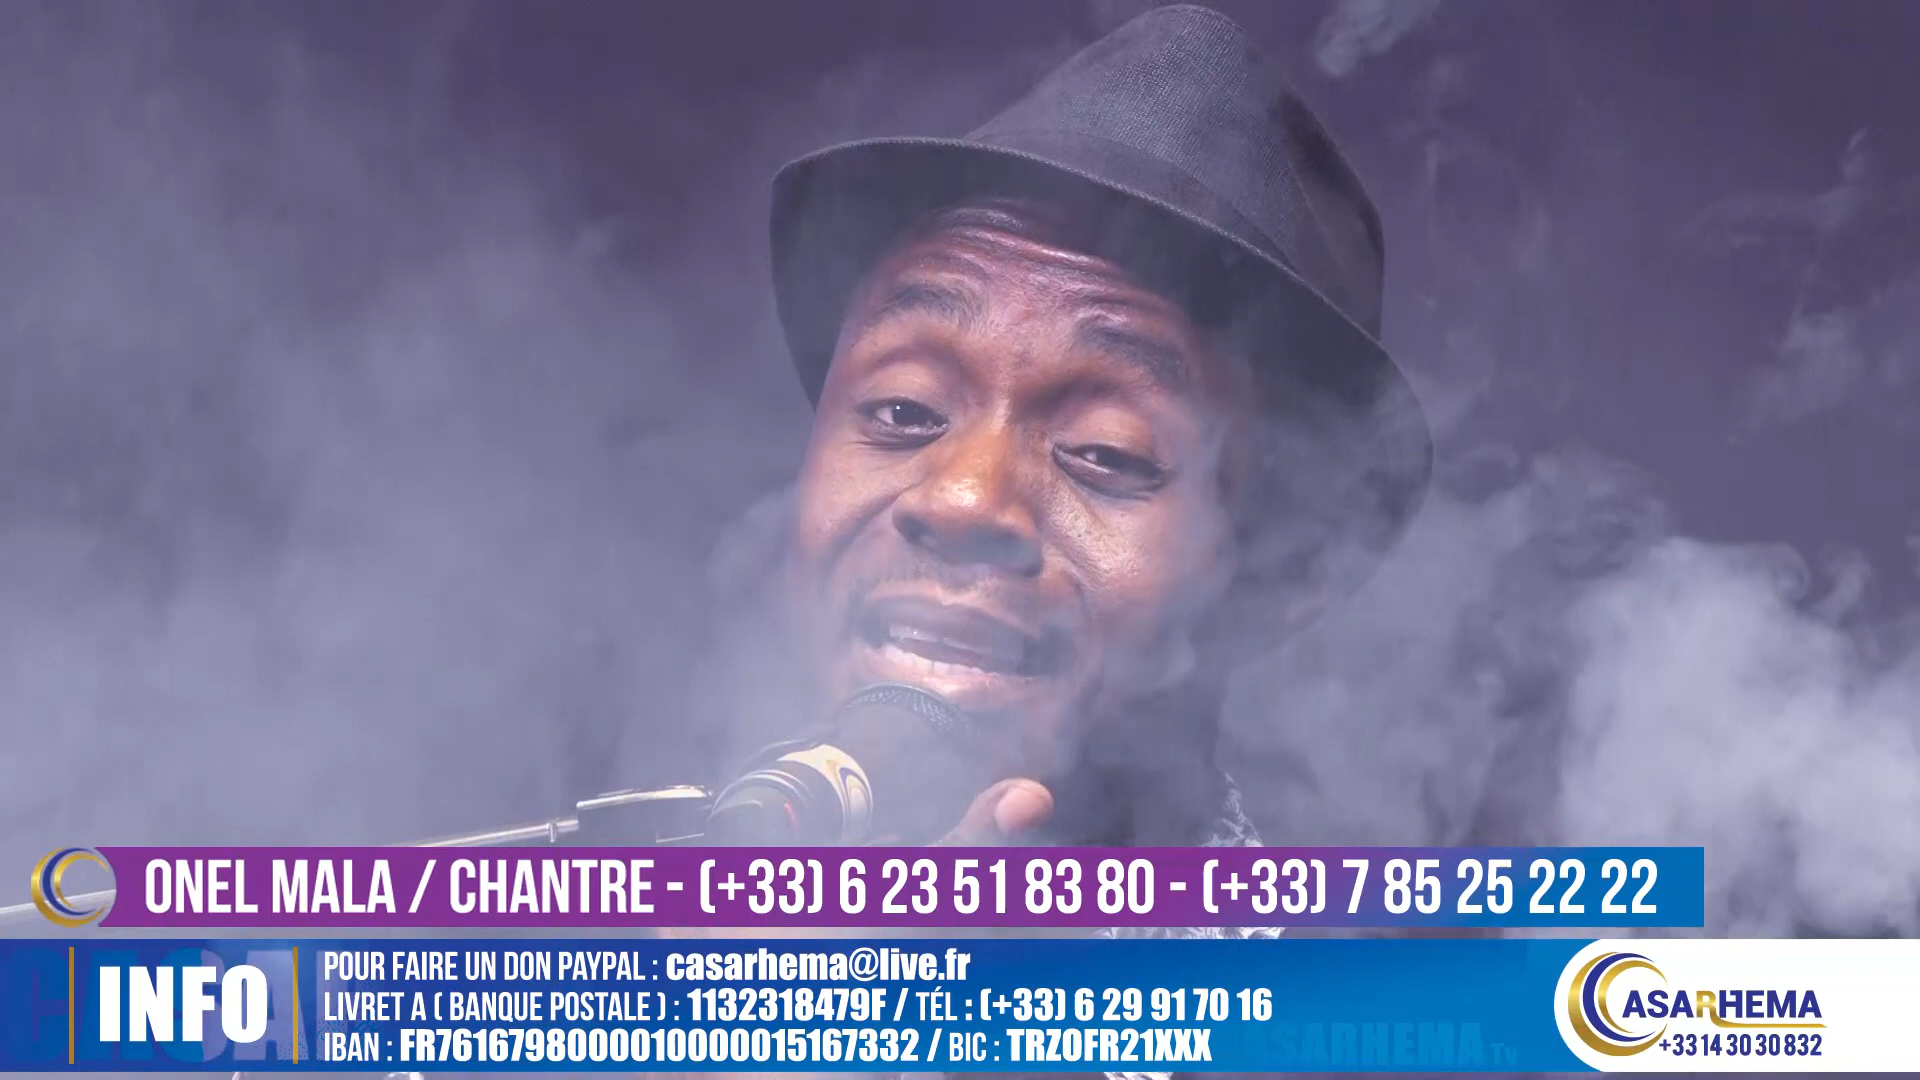 ONEL MALA / CHANTRE - (+33) 6 23 51 83 80 - (+33) 7 85 25 22 22
INFO
POUR FAIRE UN DON PAYPAL : casarhema@live.fr
LIVRET A ( BANQUE POSTALE ) : 1132318479F / TÉL : (+33) 6 29 91 70 16
IBAN : FR7616798000010000015167332 / BIC : TRZOFR21XXX
CASARHEMA
+33 1 43 03 08 32
ASARHEMA Tv